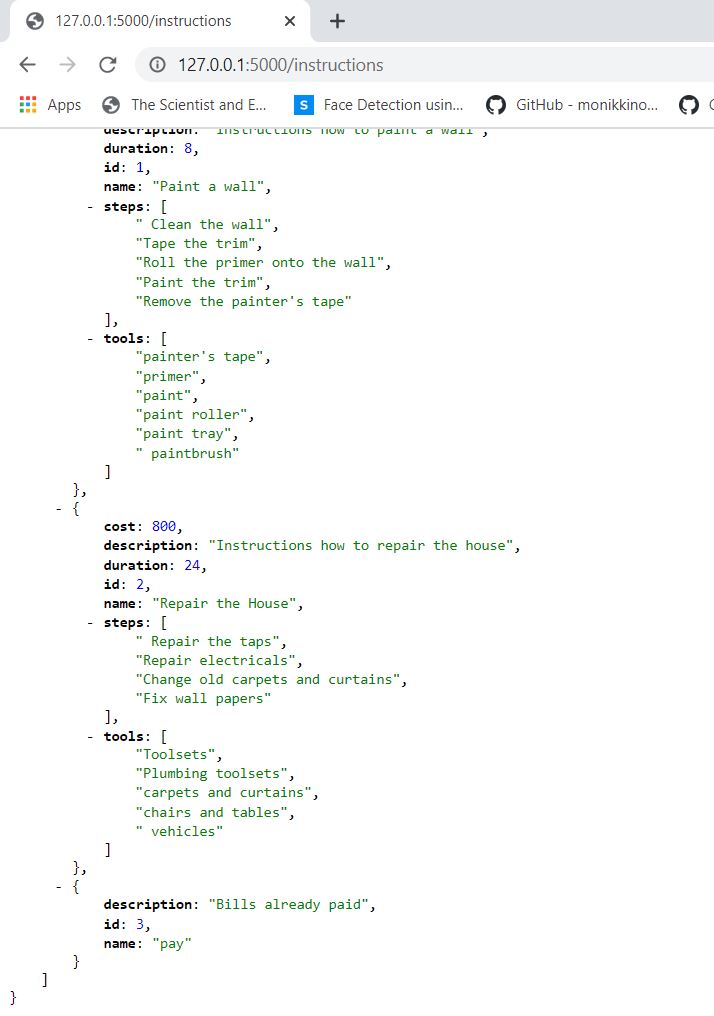 127.0.0.1:5000/instructions
127.0.0.1:5000/instructions
Apps The Scientist and E... S Face Detection usin... GitHub - monikkino...
description: "Instructions how to paint a wall",
duration: 8,
id: 1,
name: "Paint a wall",
- steps: [
" Clean the wall",
"Tape the trim",
"Roll the primer onto the wall",
"Paint the trim",
"Remove the painter's tape"
],
- tools: [
"painter's tape",
"primer",
"paint",
"paint roller",
"paint tray",
" paintbrush"
]
},
- {
cost: 800,
description: "Instructions how to repair the house",
duration: 24,
id: 2,
name: "Repair the House",
- steps: [
" Repair the taps",
"Repair electricals",
"Change old carpets and curtains",
"Fix wall papers"
],
- tools: [
"Toolsets",
"Plumbing toolsets",
"carpets and curtains",
"chairs and tables",
" vehicles"
]
},
- {
description: "Bills already paid",
id: 3,
name: "pay"
}
]
}